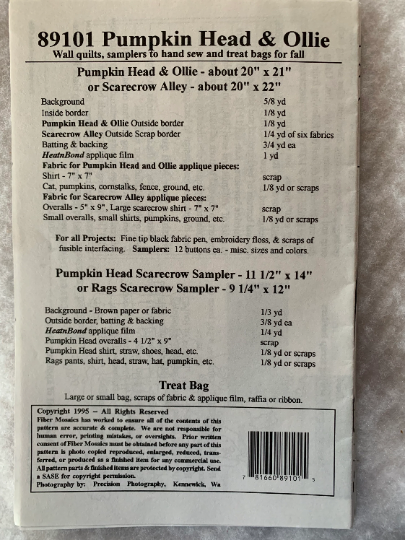 89101 Pumpkin Head & Ollie
Wall quilts, samplers to hand sew and treat bags for fall
Pumpkin Head & Ollie - about 20" x 21"
or Scarecrow Alley - about 20" x 22"
Background 5/8 yd
Inside border 1/8 yd
Pumpkin Head & Ollie Outside border 1/8 yd
Scarecrow Alley Outside Scrap border 1/4 yd of six fabrics
Batting & backing 3/4 yd ea
HeatnBond applique film 1 yd
Fabric for Pumpkin Head and Ollie applique pieces:
Shirt - 7" x 7" scrap
Cat, pumpkins, cornstalks, fence, ground, etc. 1/8 yd or scraps
Fabric for Scarecrow Alley applique pieces:
Overalls - 5" x 9", Large scarecrow shirt - 7" x 7" scrap
Small overalls, small shirts, pumpkins, ground, etc. 1/8 yd or scraps
For all Projects: Fine tip black fabric pen, embroidery floss, & scraps of
fusible interfacing. Samplers: 12 buttons ea. - misc. sizes and colors
Pumpkin Head Scarecrow Sampler - 11 1/2" x 14"
or Rags Scarecrow Sampler - 9 1/4" x 12"
Background - Brown paper or fabric 1/3 yd
Outside border, batting & backing 3/8 yd ea
HeatnBond applique film 1/4 yd
Pumpkin Head overalls - 4 1/2" x 9" scrap
Pumpkin Head shirt, straw, shoes, head, etc. 1/8 yd or scraps
Rags pants, shirt, head, straw, hat, pumpkin, etc. 1/8 yd or scraps
Treat Bag
Large or small bag, scraps of fabric & applique film, raffia or ribbon.
Copyright 1995 - All Rights Reserved
Fiber Mosaics has worked to ensure all of the contents of this
pattern are accurate & complete. We are not responsible for
human error, printing mistakes, or oversights. Prior written
consent of Fiber Mosaics must be obtained before any part of this
pattern is photo copied reproduced, enlarged, reduced, trans-
ferred, or produced as a finished item for any commercial use.
All pattern parts & finished items are protected by copyright. Send
a SASE for copyright permission.
Photography by: Precision Photography, Kennewick, Wa
7 81660 89101 5